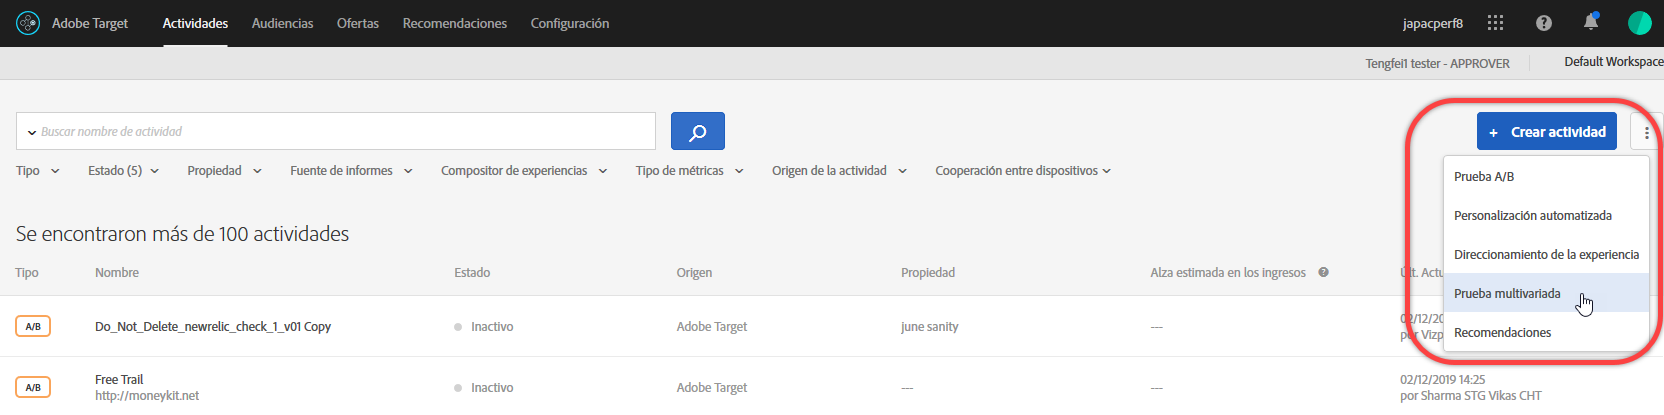 Adobe Target Actividades Audiencias Ofertas Recomendaciones Configuración japacperf8
Tengfei1 tester - APPROVER Default Workspace
Buscar nombre de actividad
+ Crear actividad
Tipo Estado (5) Propiedad Fuente de informes Compositor de experiencias Tipo de métricas Origen de la actividad Cooperación entre dispositivos
Prueba A/B
Personalización automatizada
Direccionamiento de la experiencia
Prueba multivariada
Recomendaciones
Se encontraron más de 100 actividades
Tipo Nombre Estado Origen Propiedad Alza estimada en los ingresos Últ. Actu
A/B Do_Not_Delete_newrelic_check_1_v01 Copy Inactivo Adobe Target june sanity ---
02/12/20
por Vizp
A/B Free Trail Inactivo Adobe Target --- --- 02/12/2019 14:25
http://moneykit.net por Sharma STG Vikas CHT